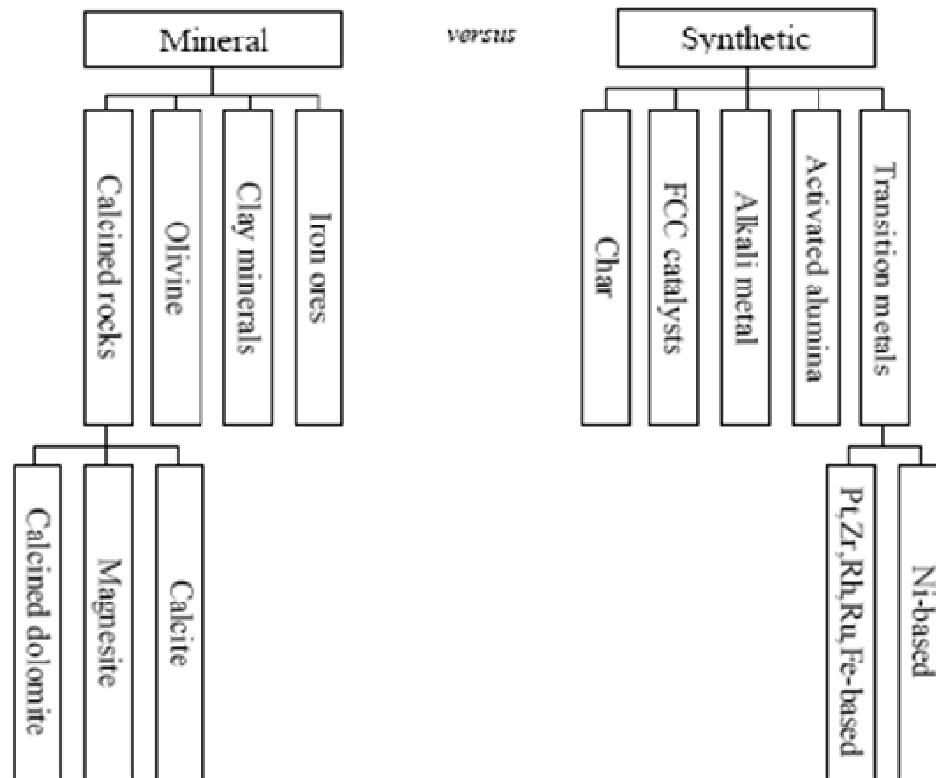 Mineral
versus
Synthetic
Calcined rocks
Olivine
Clay minerals
Iron ores
Char
FCC catalysts
Alkali metal
Activated alumina
Transition metals
Calcined dolomite
Magnesite
Calcite
Pt,Zr,Rh,Ru,Fe-based
Ni-based